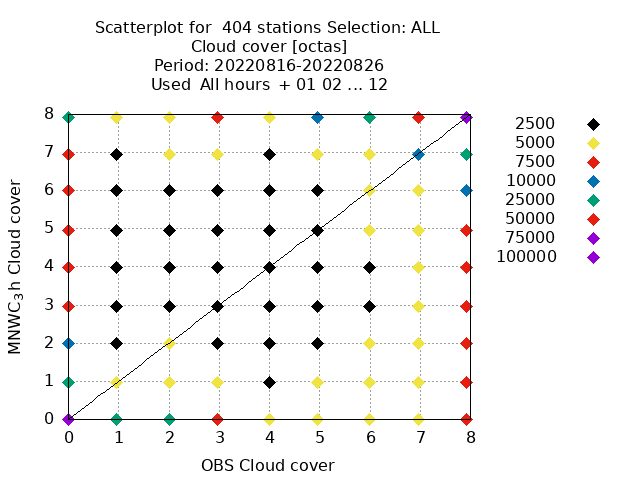 Scatterplot for  404 stations Selection: ALL
Cloud cover [octas]
Period: 20220816-20220826
Used  All hours  + 01 02 ... 12
8
7
6
5
4
3
2
1
0
0 1 2 3 4 5 6 7 8
MNWC3h Cloud cover
OBS Cloud cover
2500
5000
7500
10000
25000
50000
75000
100000